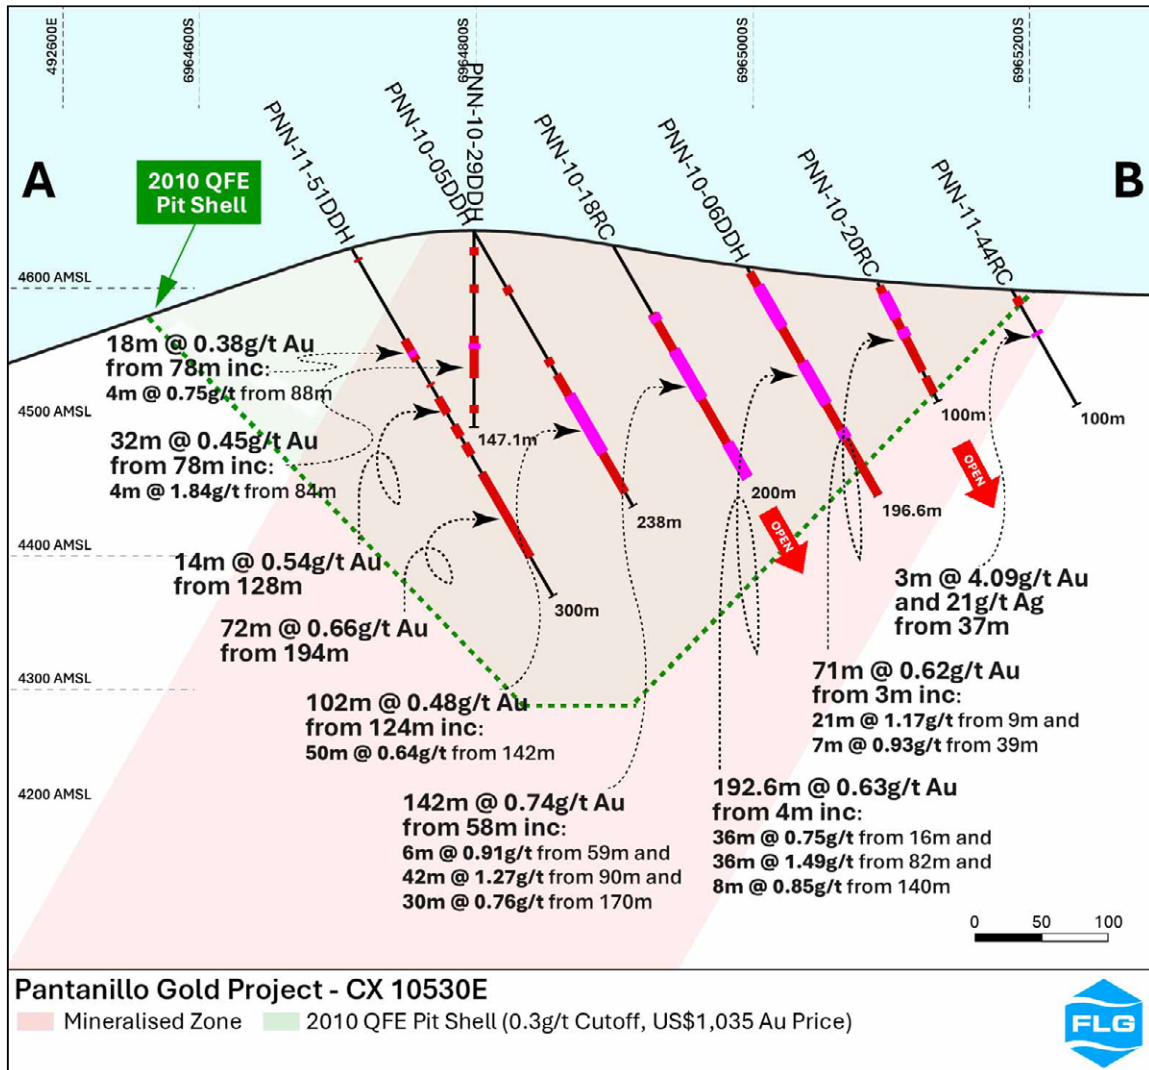 492600E
6964600S
6964800S
6965000S
6965200S
PNN-11-51DDH
PNN-10-05DDH
PNN-10-29DDH
PNN-10-18RC
PNN-10-06DDH
PNN-10-20RC
PNN-11-44RC
A
B
2010 QFE
Pit Shell
4600 AMSL
4500 AMSL
4400 AMSL
4300 AMSL
4200 AMSL
18m @ 0.38g/t Au
from 78m inc:
4m @ 0.75g/t from 88m
32m @ 0.45g/t Au
from 78m inc:
4m @ 1.84g/t from 84m
14m @ 0.54g/t Au
from 128m
72m @ 0.66g/t Au
from 194m
102m @ 0.48g/t Au
from 124m inc:
50m @ 0.64g/t from 142m
142m @ 0.74g/t Au
from 58m inc:
6m @ 0.91g/t from 59m and
42m @ 1.27g/t from 90m and
30m @ 0.76g/t from 170m
192.6m @ 0.63g/t Au
from 4m inc:
36m @ 0.75g/t from 16m and
36m @ 1.49g/t from 82m and
8m @ 0.85g/t from 140m
71m @ 0.62g/t Au
from 3m inc:
21m @ 1.17g/t from 9m and
7m @ 0.93g/t from 39m
3m @ 4.09g/t Au
and 21g/t Ag
from 37m
147.1m
300m
238m
200m
196.6m
100m
100m
OPEN
OPEN
0 50 100
Pantanillo Gold Project - CX 10530E
Mineralised Zone
2010 QFE Pit Shell (0.3g/t Cutoff, US$1,035 Au Price)
FLG